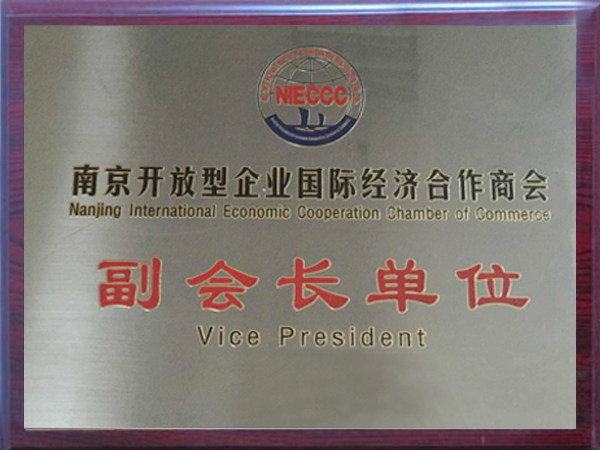 NIECCC
南京开放型企业国际经济合作商会
Nanjing International Economic Cooperation Chamber of Commerce
副会长单位
Vice President